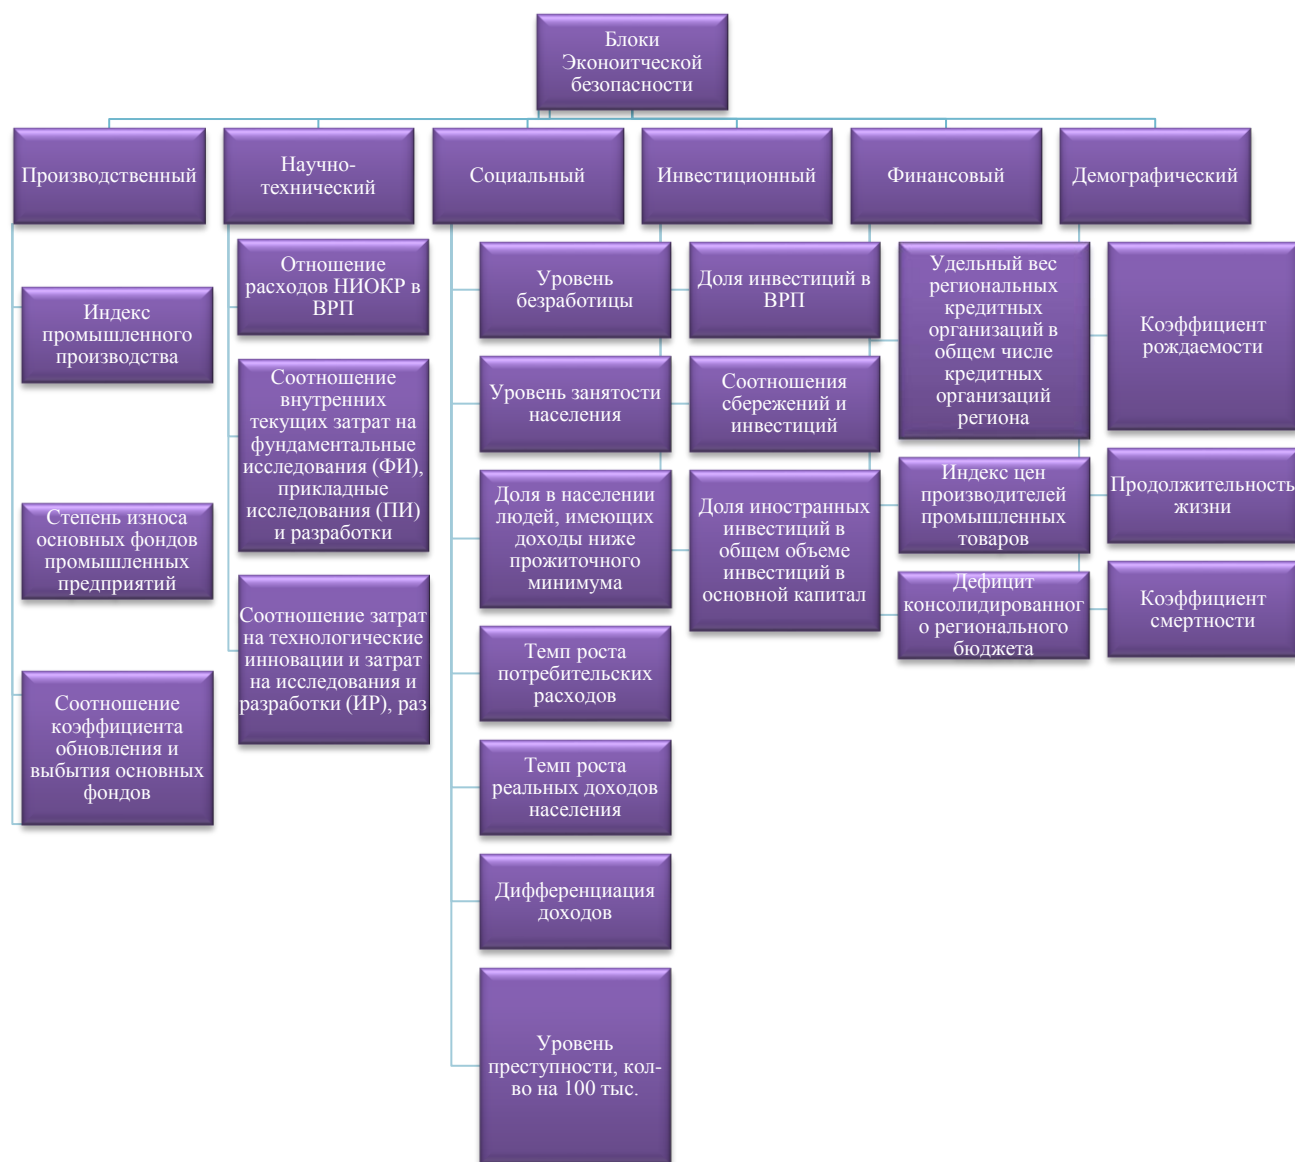 Блоки
Эконоитческой
безопасности
Производственный
Научно-
технический
Социальный
Инвестиционный
Финансовый
Демографический
Индекс
промышленного
производства
Степень износа
основных фондов
промышленных
предприятий
Соотношение
коэффициента
обновления и
выбытия основных
фондов
Отношение
расходов НИОКР в
ВРП
Соотношение
внутренних
текущих затрат на
фундаментальные
исследования (ФИ),
прикладные
исследования (ПИ)
и разработки
Соотношение затрат
на технологические
инновации и затрат
на исследования и
разработки (ИР), раз
Уровень
безработицы
Уровень занятости
населения
Доля в населении
людей, имеющих
доходы ниже
прожиточного
минимума
Темп роста
потребительских
расходов
Темп роста
реальных доходов
населения
Дифференциация
доходов
Уровень
преступности, кол-
во на 100 тыс.
Доля инвестиций в
ВРП
Соотношения
сбережений и
инвестиций
Доля иностранных
инвестиций в
общем объеме
инвестиций в
основной капитал
Удельный вес
региональных
кредитных
организаций в
общем числе
кредитных
организаций
региона
Индекс цен
производителей
промышленных
товаров
Дефицит
консолидированног
о регионального
бюджета
Коэффициент
рождаемости
Продолжительность
жизни
Коэффициент
смертности